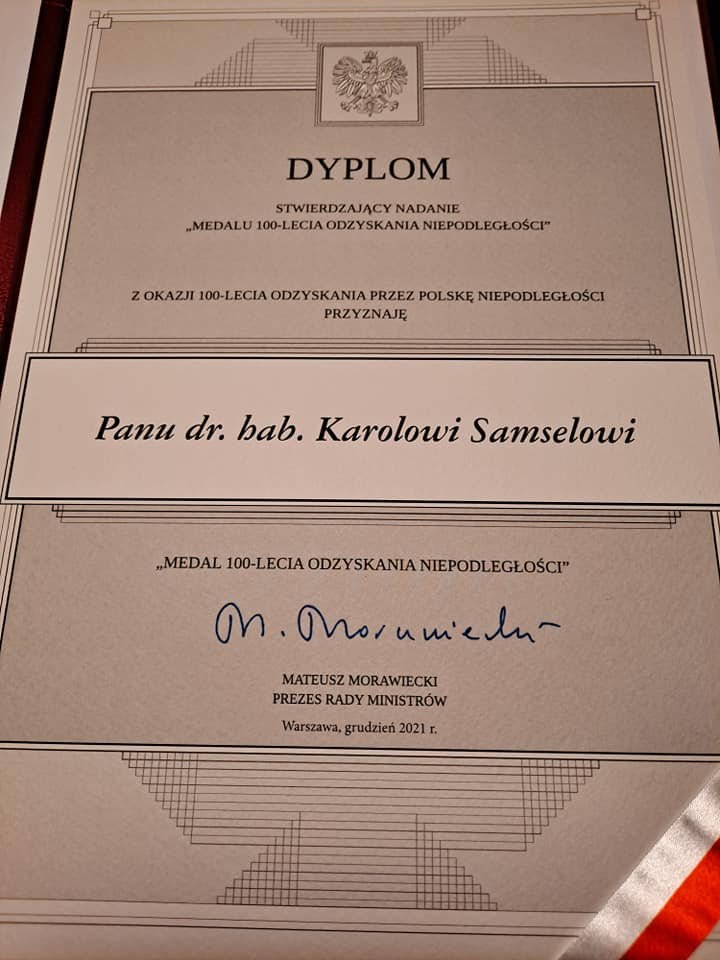 DYPLOM
STWIERDZAJĄCY NADANIE
„MEDALU 100-LECIA ODZYSKANIA NIEPODLEGŁOŚCI”
Z OKAZJI 100-LECIA ODZYSKANIA PRZEZ POLSKĘ NIEPODLEGŁOŚCI
PRZYZNAJĘ
Panu dr. hab. Karolowi Samselowi
„MEDAL 100-LECIA ODZYSKANIA NIEPODLEGŁOŚCI”
M. Morawiecki
MATEUSZ MORAWIECKI
PREZES RADY MINISTRÓW
Warszawa, grudzień 2021 r.